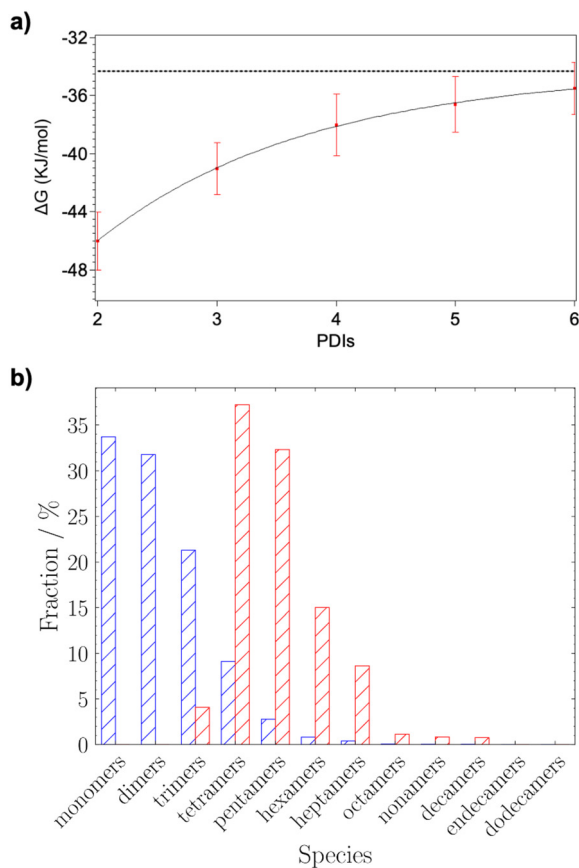 a)
-32
-36
-40
-44
-48
ΔG (KJ/mol)
2 3 4 5 6
PDIs
b)
35
30
25
20
15
10
5
0
Fraction / %
monomers
dimers
trimers
tetramers
pentamers
hexamers
heptamers
octamers
nonamers
decamers
endecamers
dodecamers
Species